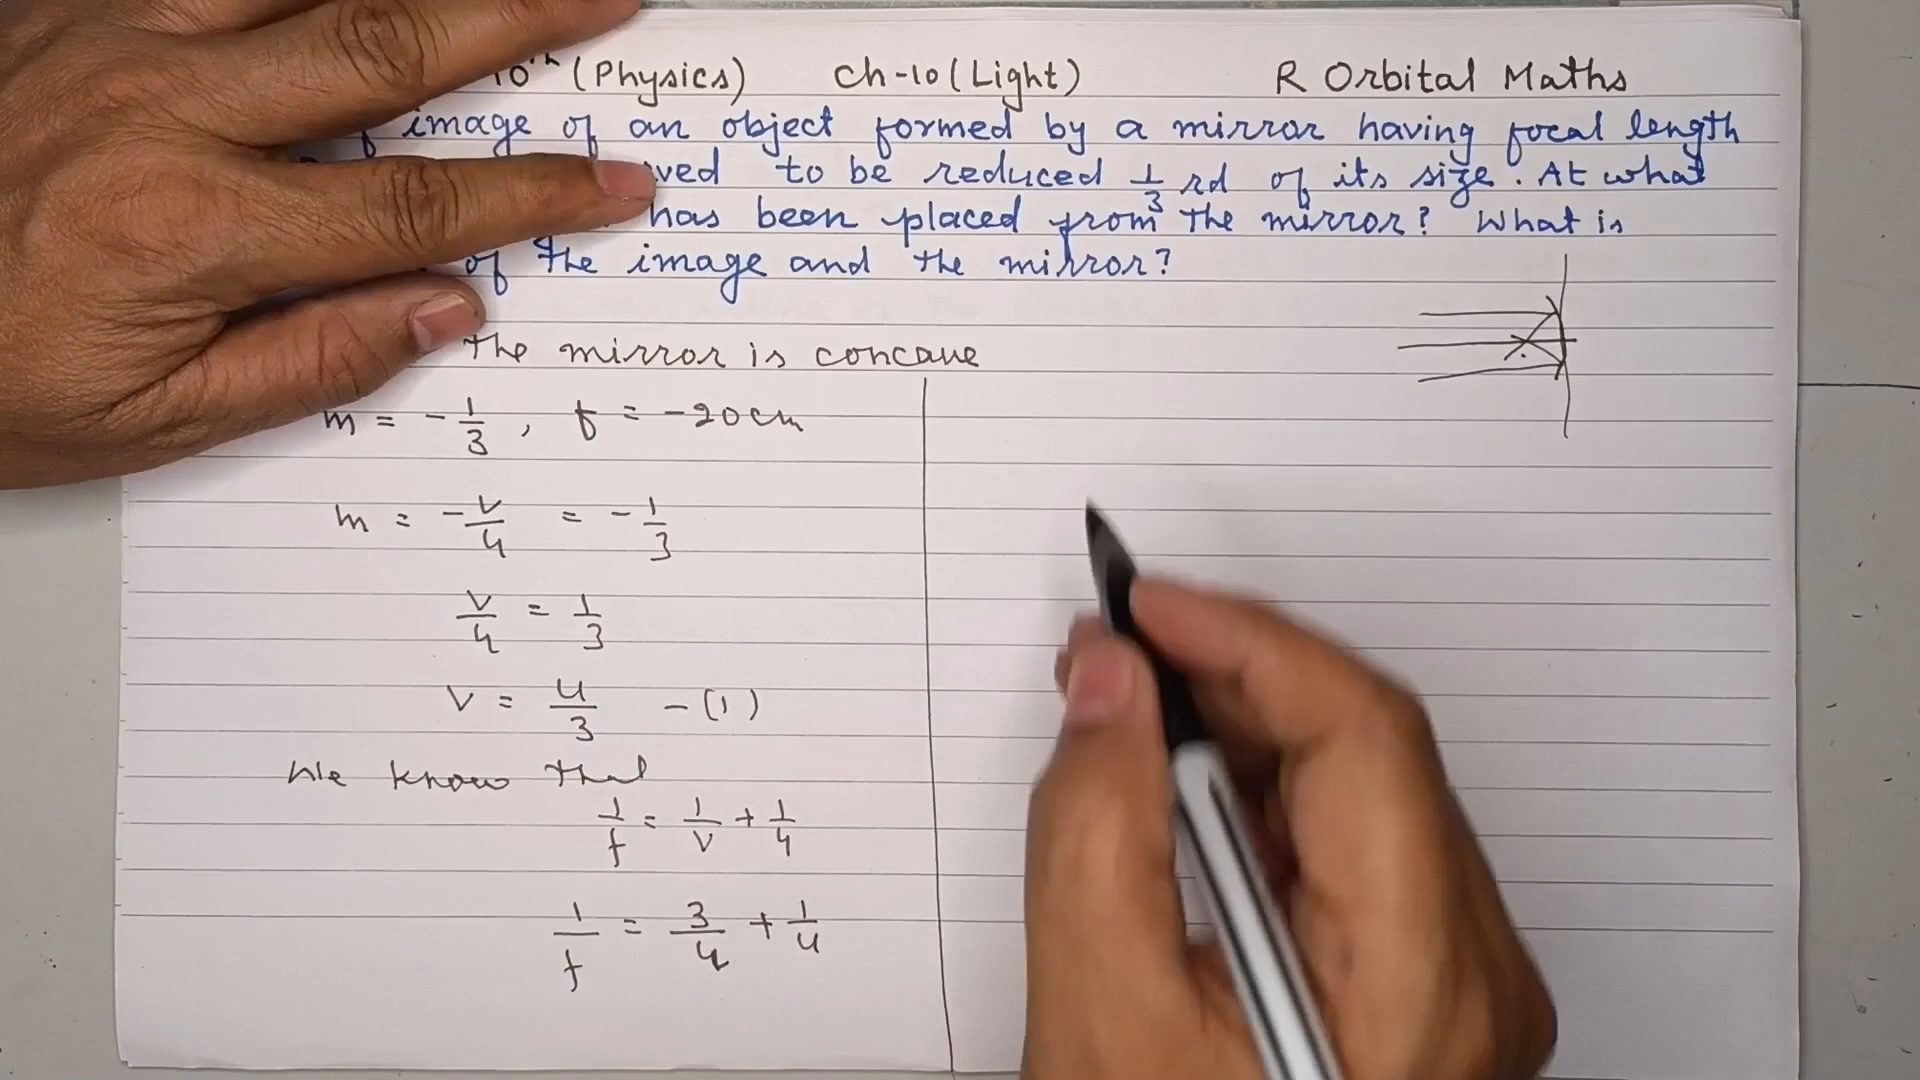 10th (Physics) Ch-10 (Light) R Orbital Maths
image of an object formed by a mirror having focal length
to be reduced 1/3 rd of its size. At what
has been placed from the mirror? What is
of the image and the mirror?
the mirror is concave
m = - 1/3 , f = -20cm
m = - v/u = - 1/3
v/u = 1/3
v = u/3 - (1)
We know that
1/f = 1/v + 1/u
1/f = 3/u + 1/u